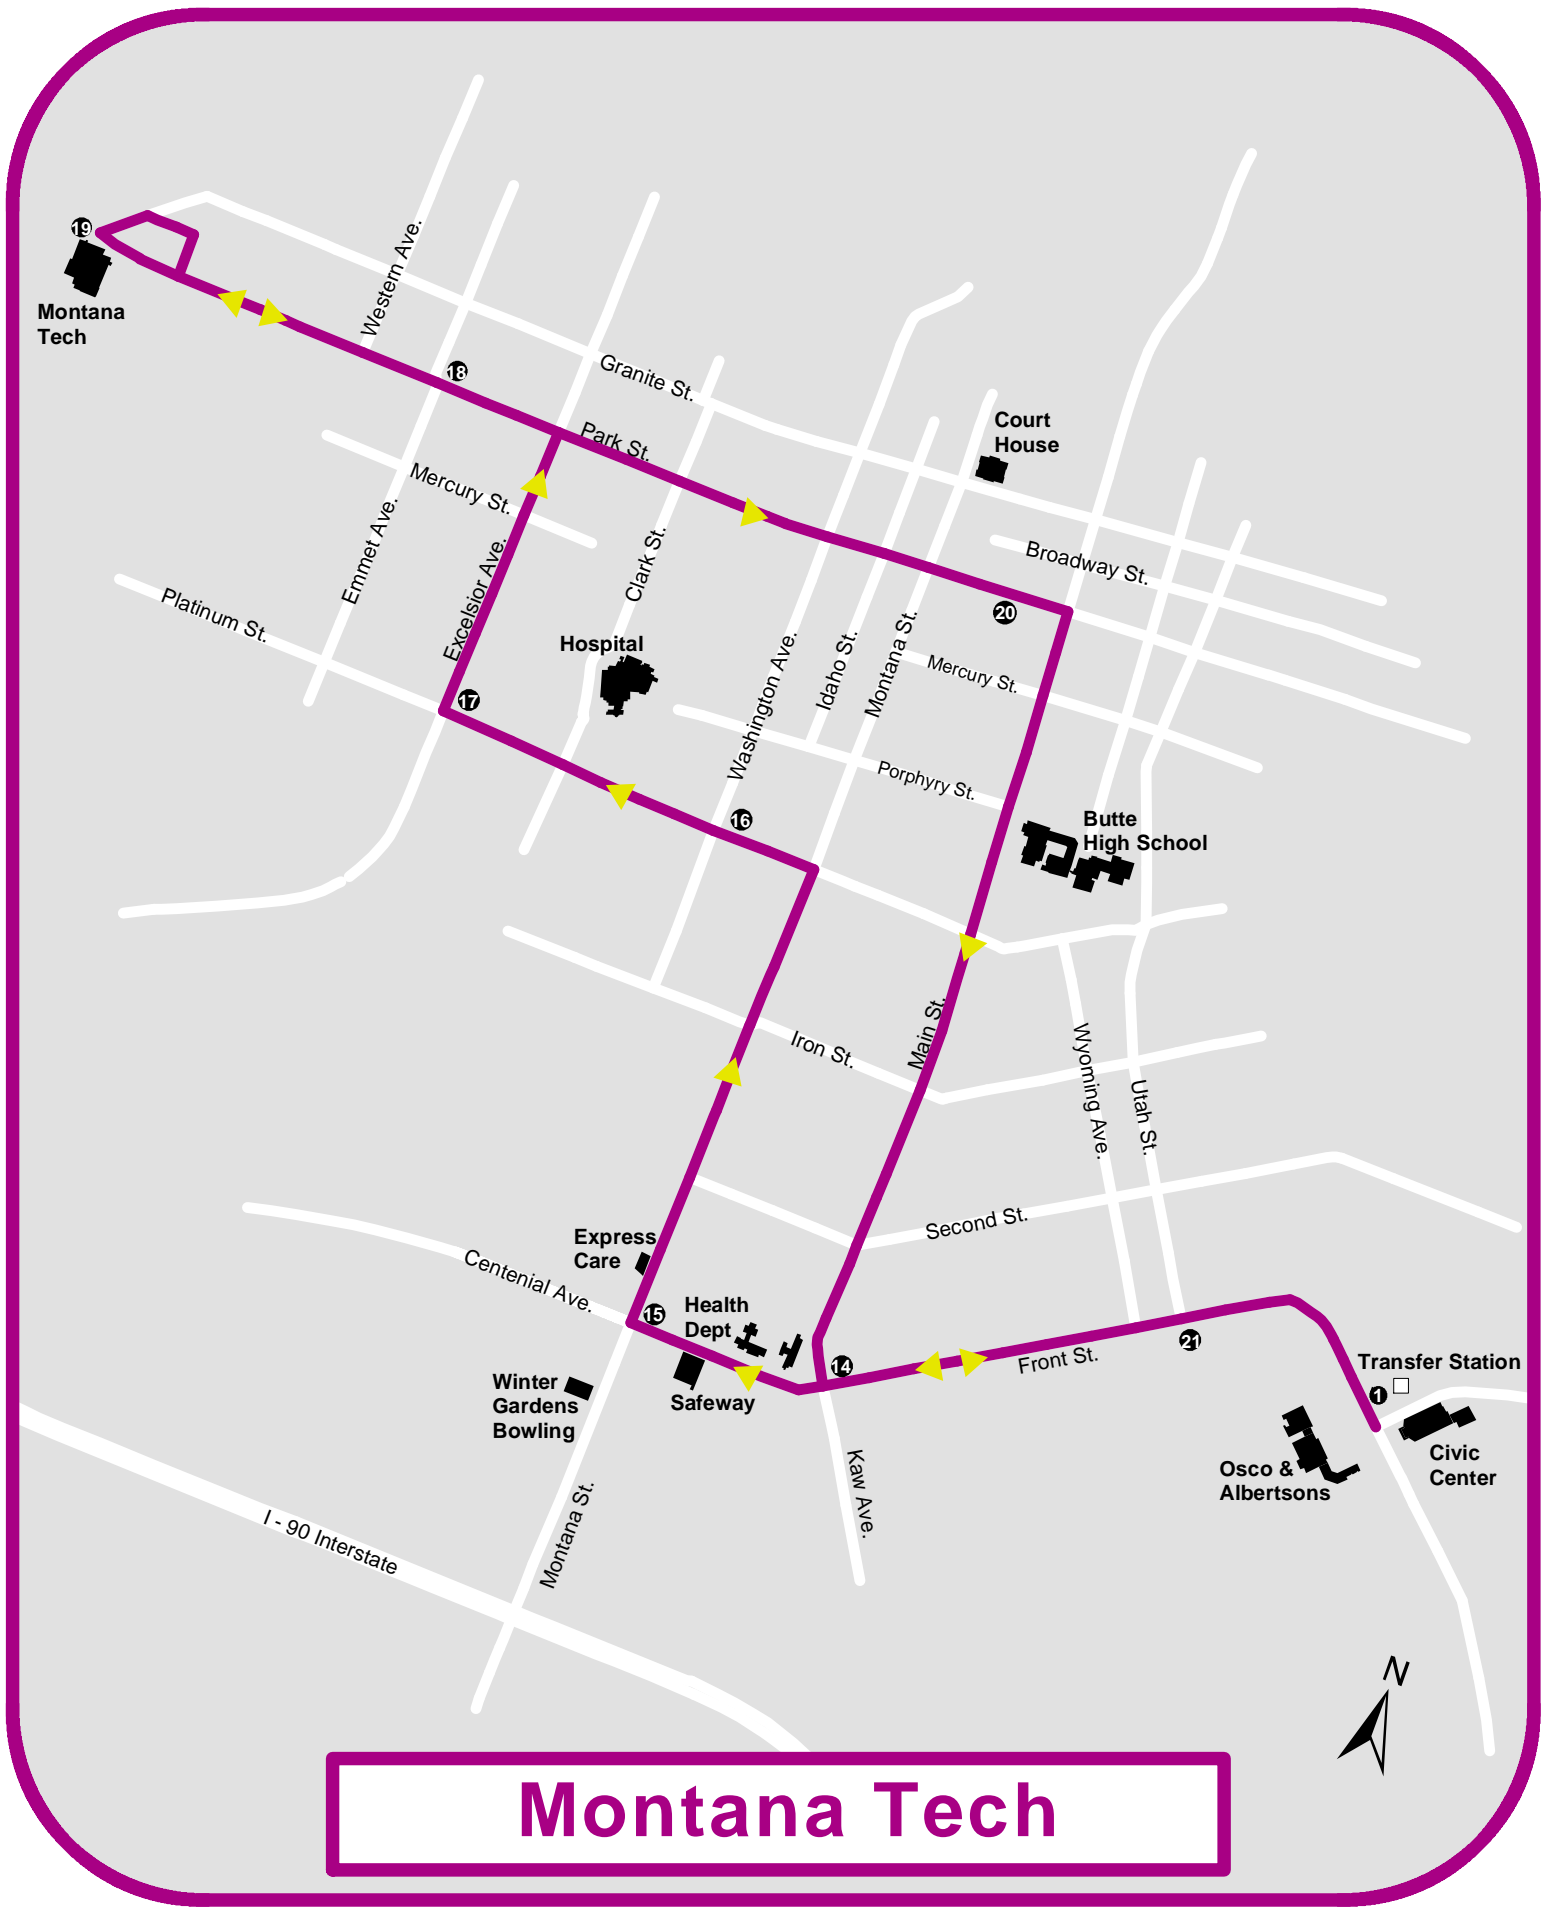 19
Montana
Tech
Western Ave.
18
Granite St.
Park St.
Court
House
Mercury St.
Emmet Ave.
Excelsior Ave.
Clark St.
Broadway St.
Platinum St.
20
Hospital
Washington Ave.
Idaho St.
Montana St.
Mercury St.
17
Porphyry St.
16
Butte
High School
Main St.
Iron St.
Wyoming Ave.
Utah St.
Second St.
Express
Care
Centenial Ave.
15
Health
Dept
14
21
Front St.
Transfer Station
1
Winter
Gardens
Bowling
Safeway
Kaw Ave.
Osco &
Albertsons
Civic
Center
Montana St.
I - 90 Interstate
N
Montana Tech